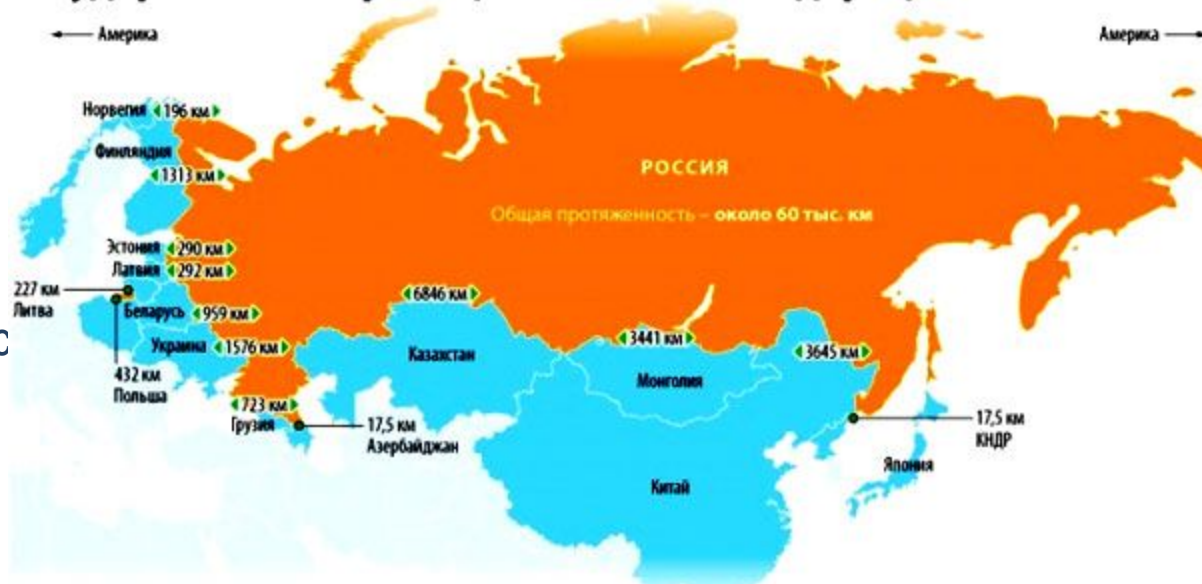 Америка
Америка
Норвегия 196 км
Финляндия
1313 км
РОССИЯ
Общая протяженность – около 60 тыс. км
Эстония 290 км
Латвия 292 км
227 км
Литва
6846 км
Беларусь 959 км
Украина 1576 км
3441 км
3645 км
Казахстан
432 км
Польша
Монголия
723 км
Грузия
17,5 км
Азербайджан
17,5 км
КНДР
Япония
Китай